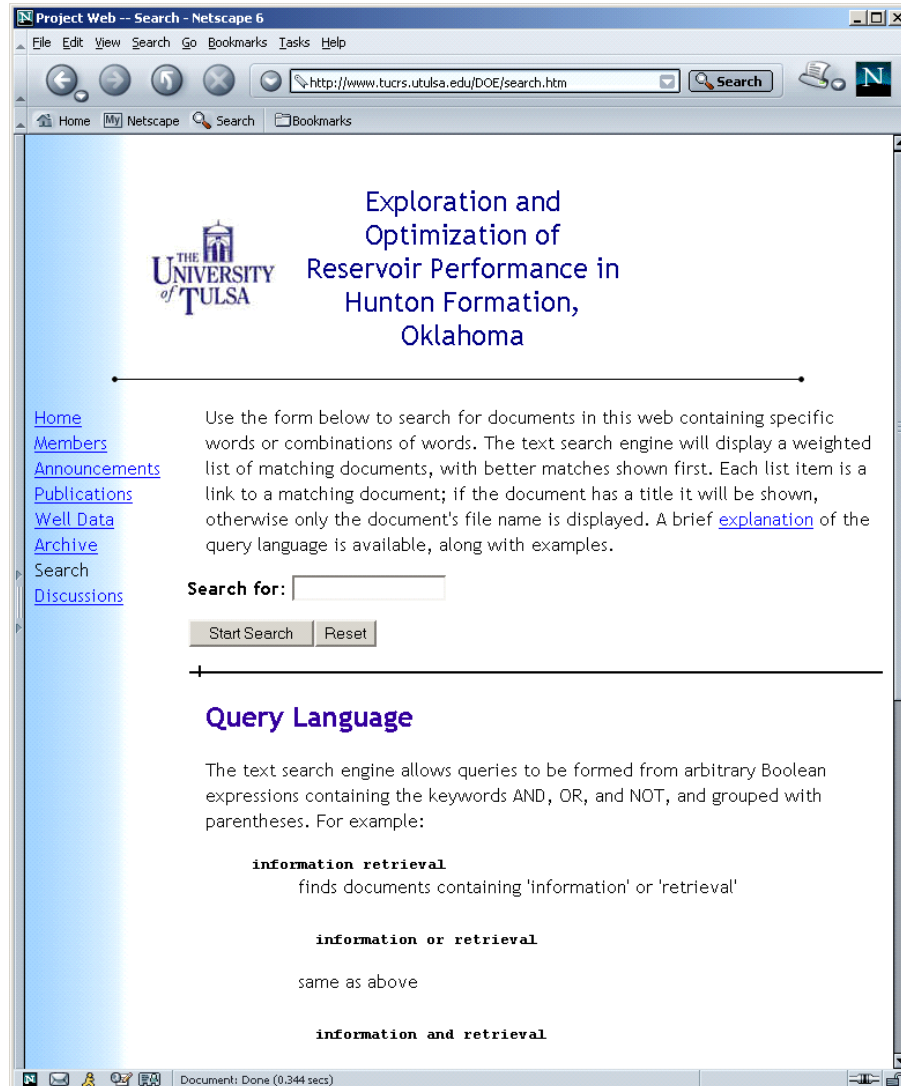 Project Web -- Search - Netscape 6
File Edit View Search Go Bookmarks Tasks Help
http://www.tucrs.utulsa.edu/DOE/search.htm Search N
Home My Netscape Search Bookmarks
Exploration and
Optimization of
Reservoir Performance in
Hunton Formation,
Oklahoma
THE
UNIVERSITY
of TULSA
Home
Members
Announcements
Publications
Well Data
Archive
Search
Discussions
Use the form below to search for documents in this web containing specific
words or combinations of words. The text search engine will display a weighted
list of matching documents, with better matches shown first. Each list item is a
link to a matching document; if the document has a title it will be shown,
otherwise only the document's file name is displayed. A brief explanation of the
query language is available, along with examples.
Search for:
Start Search Reset
Query Language
The text search engine allows queries to be formed from arbitrary Boolean
expressions containing the keywords AND, OR, and NOT, and grouped with
parentheses. For example:
information retrieval
finds documents containing 'information' or 'retrieval'
information or retrieval
same as above
information and retrieval
Document: Done (0.344 secs)